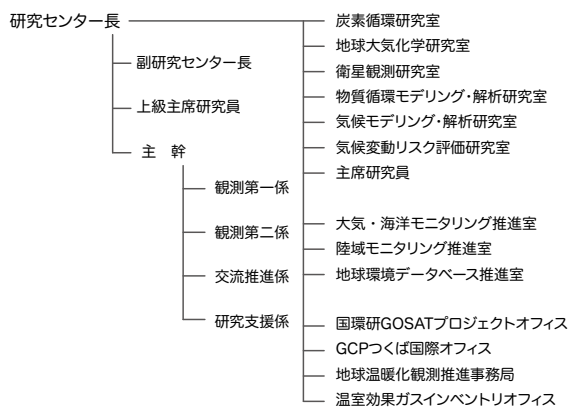 研究センター長
副研究センター長
上級主席研究員
主　幹
観測第一係
観測第二係
交流推進係
研究支援係
炭素循環研究室
地球大気化学研究室
衛星観測研究室
物質循環モデリング・解析研究室
気候モデリング・解析研究室
気候変動リスク評価研究室
主席研究員
大気・海洋モニタリング推進室
陸域モニタリング推進室
地球環境データベース推進室
国環研GOSATプロジェクトオフィス
GCPつくば国際オフィス
地球温暖化観測推進事務局
温室効果ガスインベントリオフィス